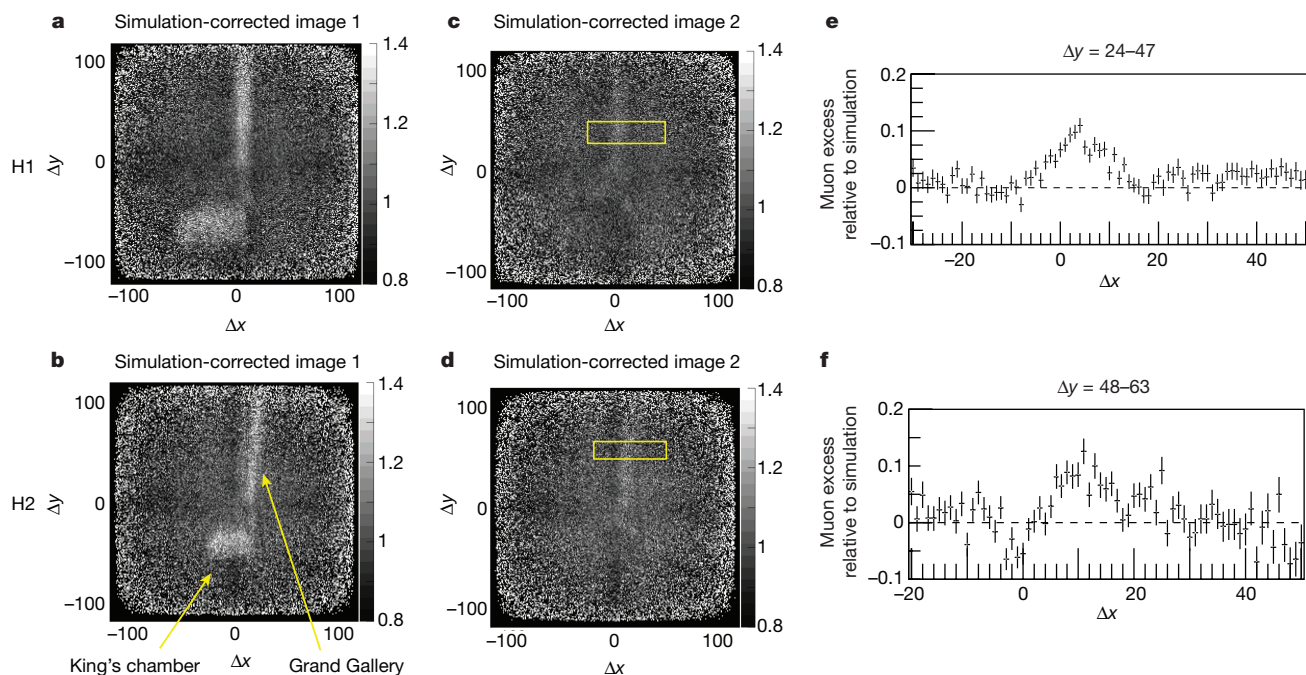 a Simulation-corrected image 1
1.4
100
1.2
H1 Δy 0
1
−100
0.8
−100 0 100
Δx
c Simulation-corrected image 2
1.4
100
1.2
Δy 0
1
−100
0.8
−100 0 100
Δx
e
Δy = 24–47
Muon excess
relative to simulation
0.2
0.1
0
−0.1
−20 0 20 40
Δx
b Simulation-corrected image 1
1.4
100
1.2
H2 Δy 0
1
−100
0.8
−100 0 100
King's chamber Δx Grand Gallery
d Simulation-corrected image 2
1.4
100
1.2
Δy 0
1
−100
0.8
−100 0 100
Δx
f
Δy = 48–63
Muon excess
relative to simulation
0.2
0.1
0
−0.1
−20 0 20 40
Δx